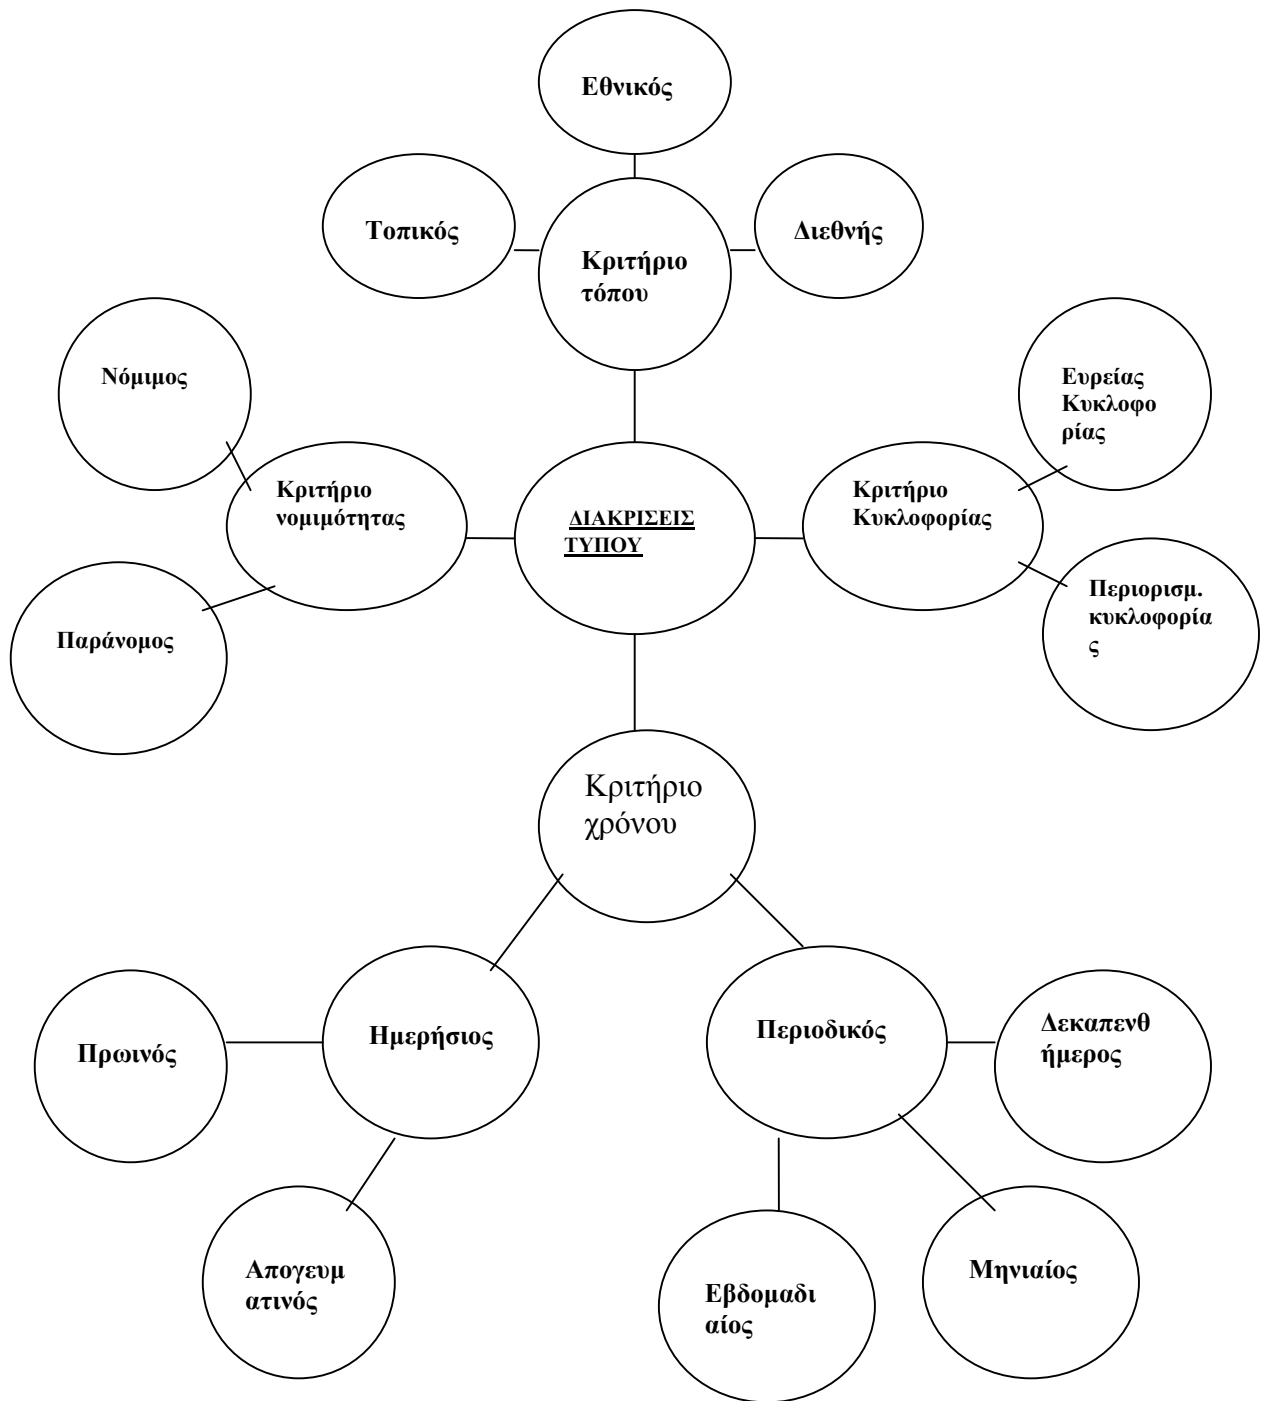 Εθνικός
Τοπικός
Διεθνής
Κριτήριο
τόπου
Νόμιμος
Ευρείας
Κυκλοφο
ρίας
Κριτήριο
νομιμότητας
ΔΙΑΚΡΙΣΕΙΣ
ΤΥΠΟΥ
Κριτήριο
Κυκλοφορίας
Παράνομος
Περιορισμ.
κυκλοφορία
ς
Κριτήριο
χρόνου
Πρωινός
Ημερήσιος
Περιοδικός
Δεκαπενθ
ήμερος
Απογευμ
ατινός
Εβδομαδι
αίος
Μηνιαίος